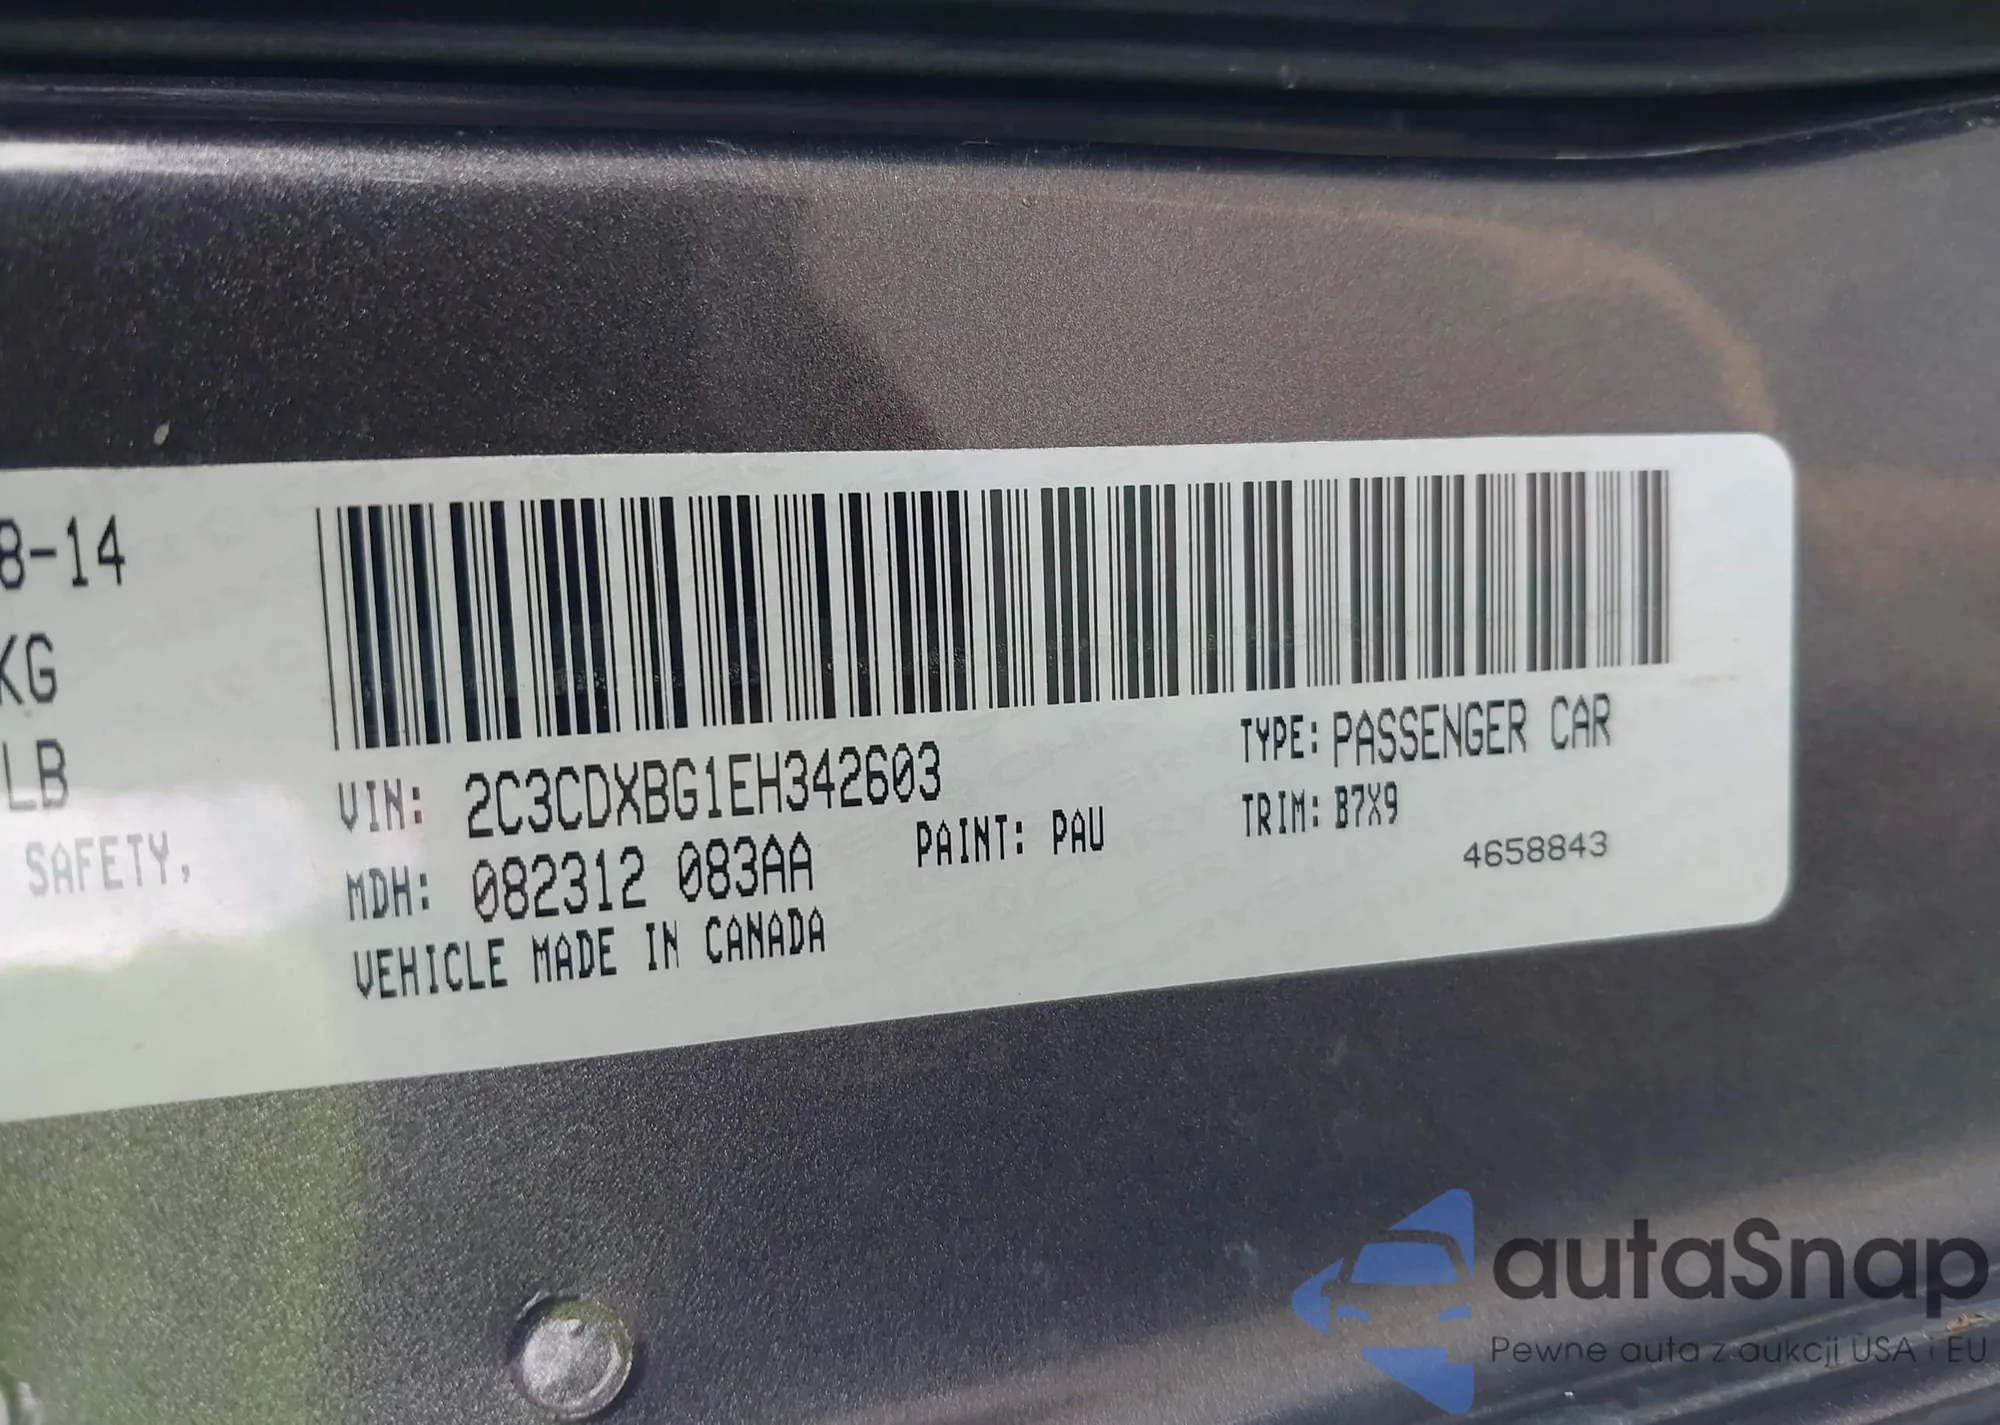 8-14
KG
LB
SAFETY,
VIN: 2C3CDXBG1EH342603
MDH: 082312 083AA
VEHICLE MADE IN CANADA
PAINT: PAU
TYPE: PASSENGER CAR
TRIM: B7X9
4658843
autaSnap
Pewne auta z aukcji USA i EU